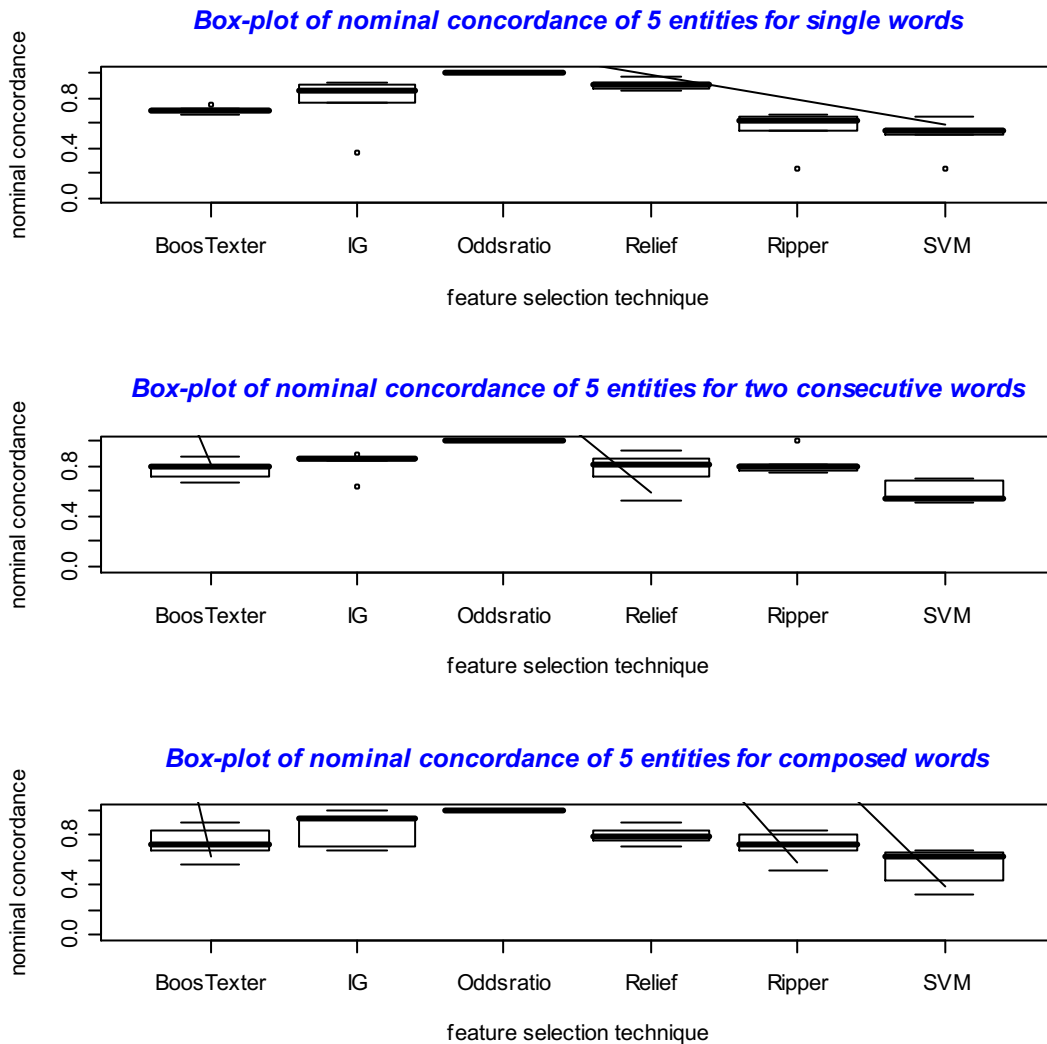 Box-plot of nominal concordance of 5 entities for single words
nominal concordance
0.8
0.4
0.0
BoosTexter IG Oddsratio Relief Ripper SVM
feature selection technique
Box-plot of nominal concordance of 5 entities for two consecutive words
nominal concordance
0.8
0.4
0.0
BoosTexter IG Oddsratio Relief Ripper SVM
feature selection technique
Box-plot of nominal concordance of 5 entities for composed words
nominal concordance
0.8
0.4
0.0
BoosTexter IG Oddsratio Relief Ripper SVM
feature selection technique